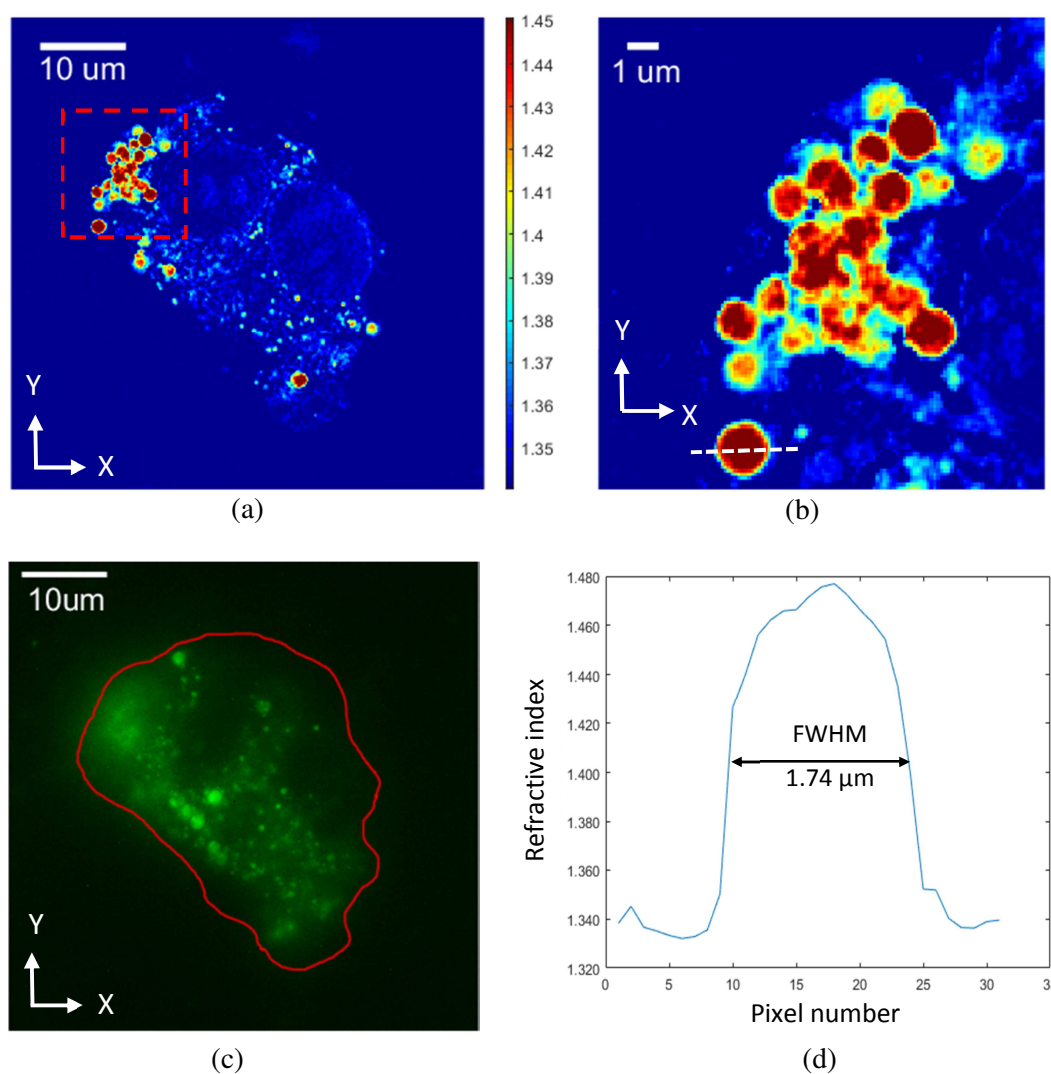 10 um
Y
X
1.45
1.44
1.43
1.42
1.41
1.4
1.39
1.38
1.37
1.36
1.35
(a)
1 um
Y
X
(b)
10um
Y
X
(c)
1.480
1.460
1.440
1.420
1.400
1.380
1.360
1.340
1.320
Refractive index
FWHM
1.74 μm
0 5 10 15 20 25 30 3
Pixel number
(d)